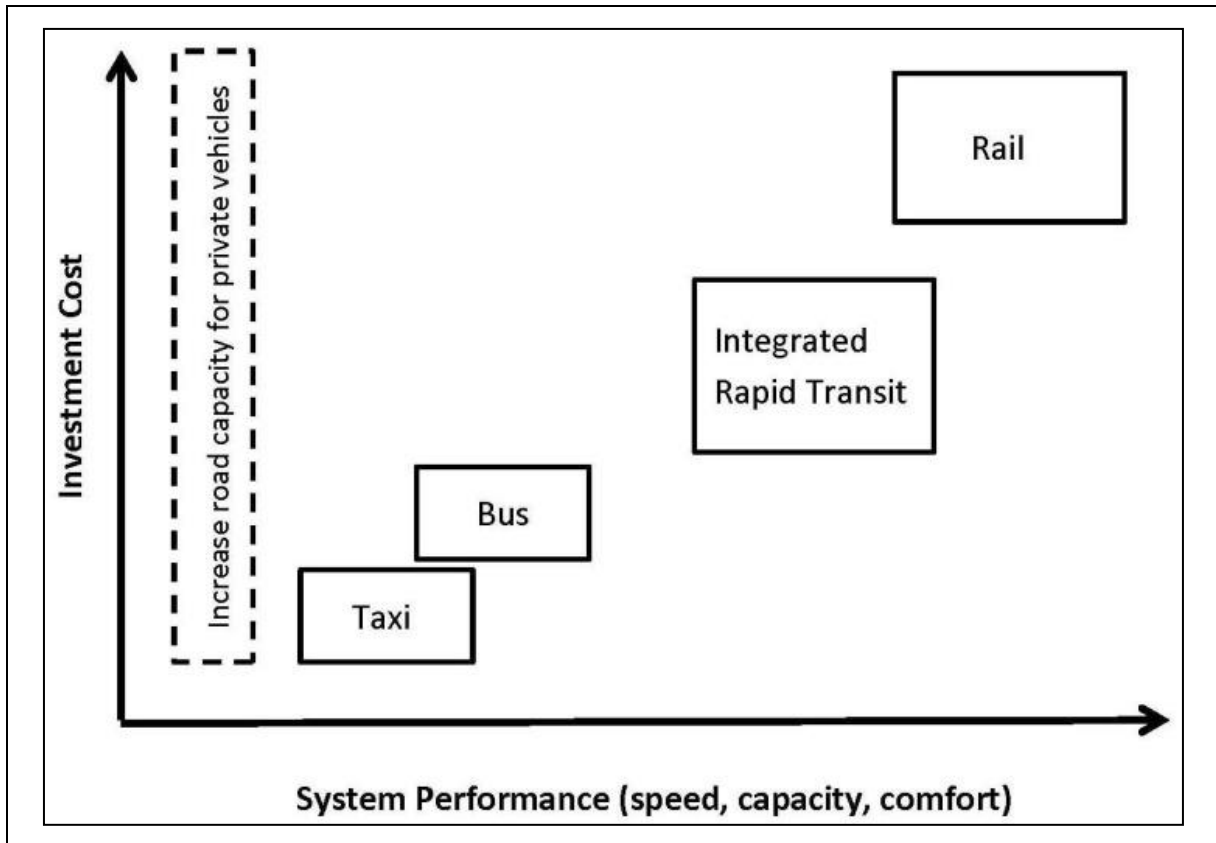 Investment Cost
Increase road capacity for private vehicles
Rail
Integrated
Rapid Transit
Bus
Taxi
System Performance (speed, capacity, comfort)